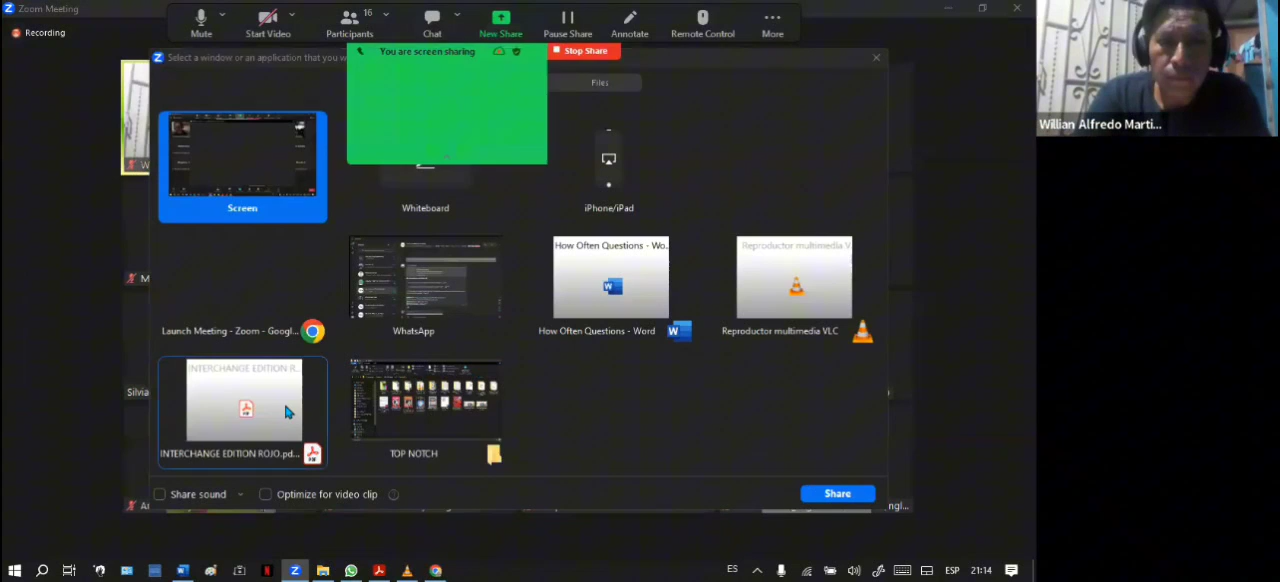 Zoom Meeting
Recording
Mute
Start Video
16
Participants
Chat
New Share
Pause Share
Annotate
Remote Control
More
You are screen sharing
Stop Share
Select a window or an application that you w
Files
Screen
Whiteboard
iPhone/iPad
How Often Questions - Wo..
Reproductor multimedia V
Launch Meeting - Zoom - Googl...
WhatsApp
How Often Questions - Word
Reproductor multimedia VLC
INTERCHANGE EDITION R...
INTERCHANGE EDITION ROJO.pd...
TOP NOTCH
Silvia
Share sound
Optimize for video clip
Share
ngl...
Willian Alfredo Marti...
ES
ESP
21:14